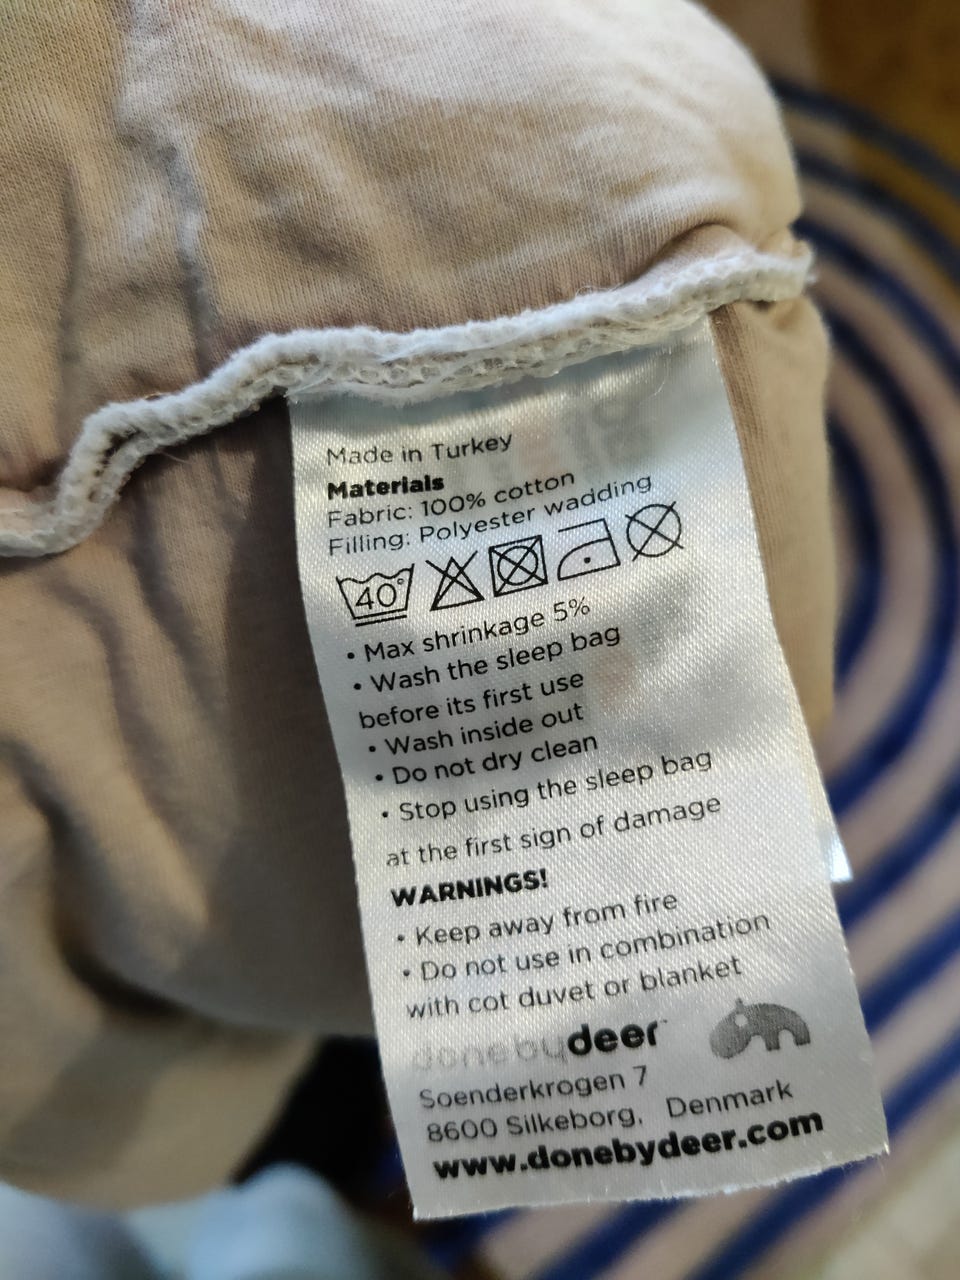 Made in Turkey
Materials
Fabric: 100% cotton
Filling: Polyester wadding
40°
• Max shrinkage 5%
• Wash the sleep bag
before its first use
• Wash inside out
• Do not dry clean
• Stop using the sleep bag
at the first sign of damage
WARNINGS!
• Keep away from fire
• Do not use in combination
with cot duvet or blanket
donebydeer™
Soenderkrogen 7
8600 Silkeborg, Denmark
www.donebydeer.com